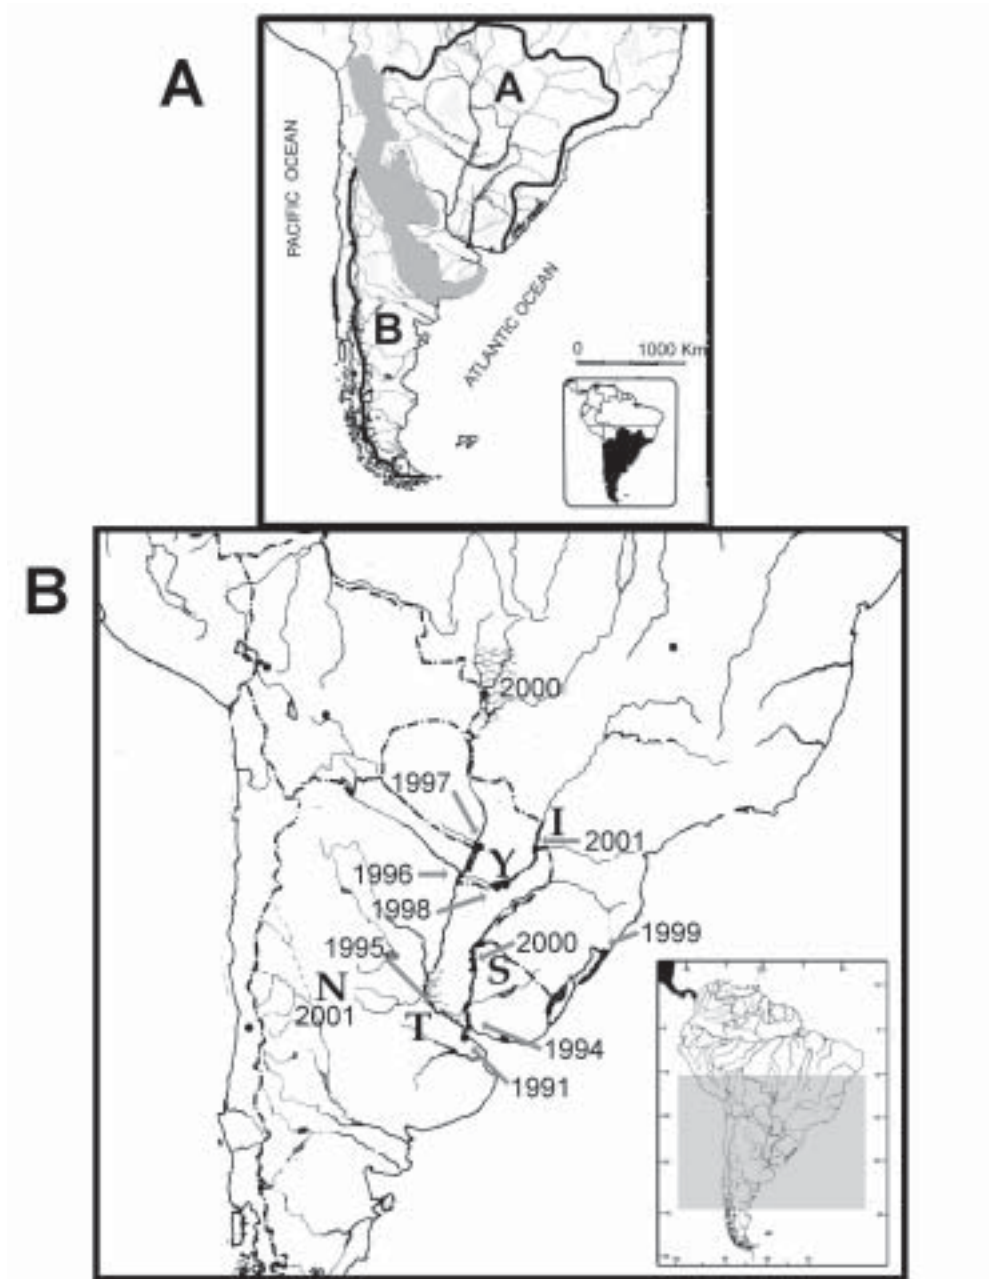 A
A
PACIFIC OCEAN
B
ATLANTIC OCEAN
0 1000 Km
B
2000
1997
I
2001
Y
1996
1998
1999
1995
2000
S
N
2001
T
1994
1991